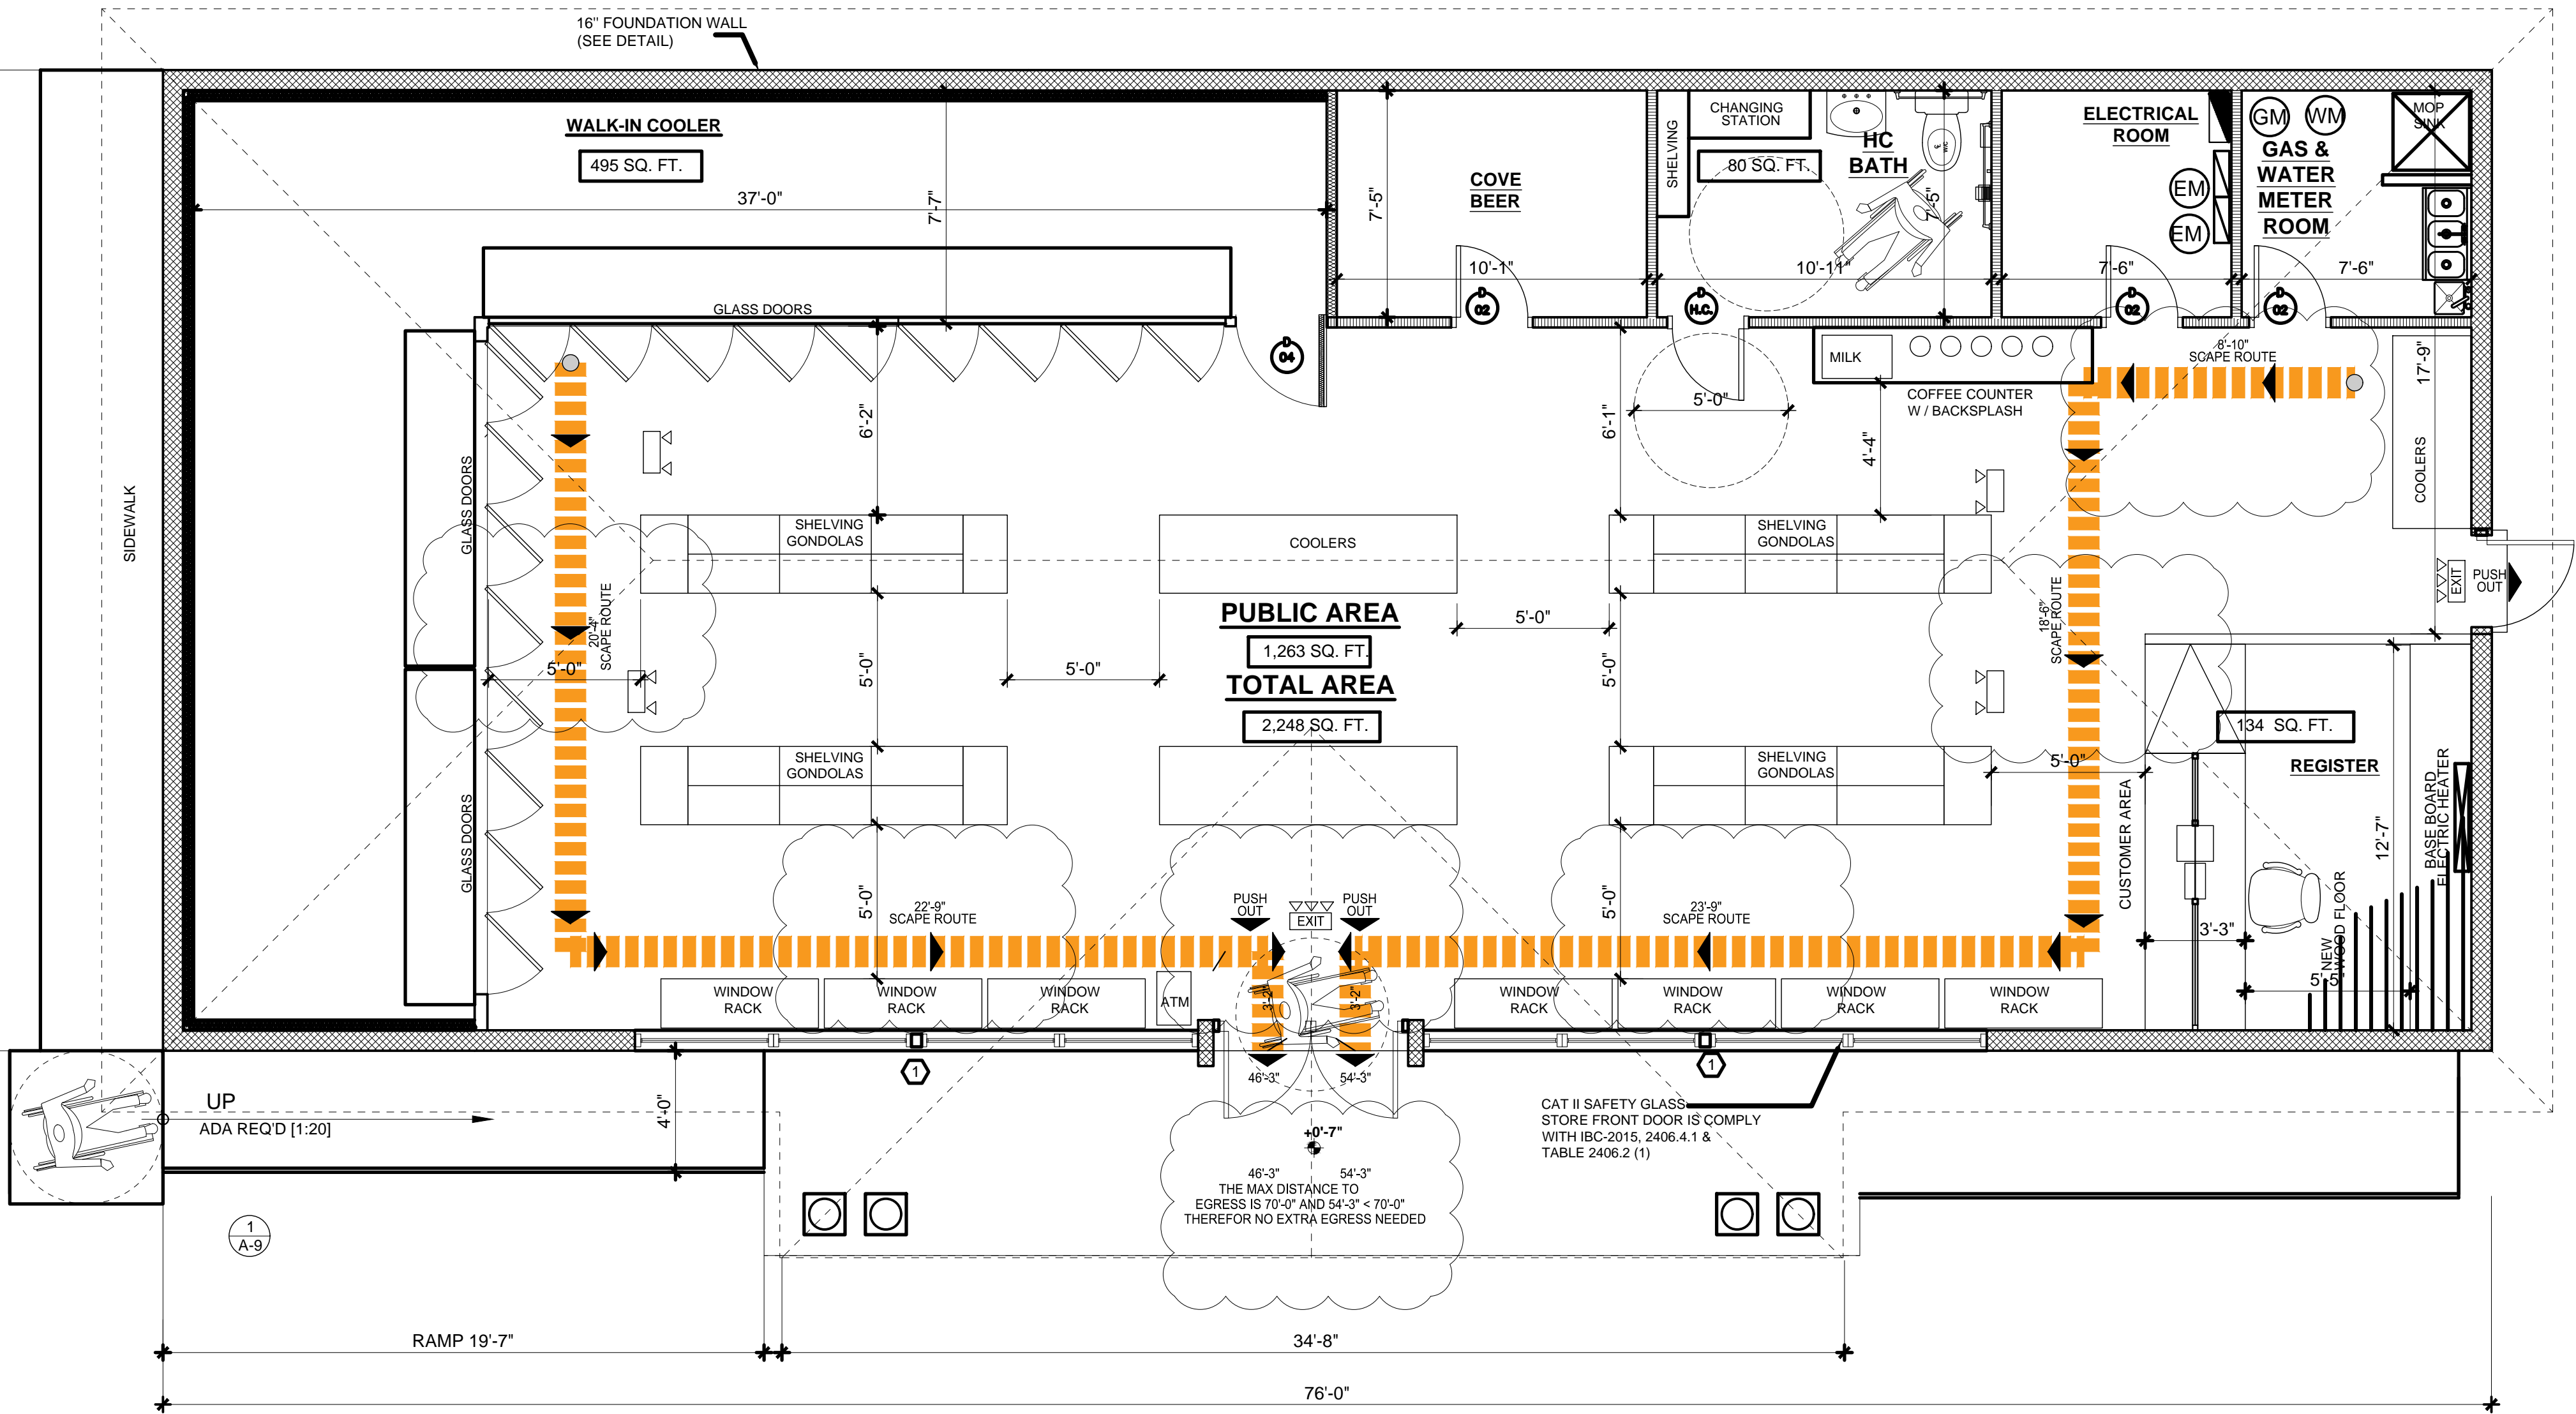 16" FOUNDATION WALL
(SEE DETAIL)
WALK-IN COOLER
495 SQ. FT.
37'-0"
7'-7"
GLASS DOORS
D
04
COVE
BEER
7'-5"
10'-1"
D
02
SHELVING
CHANGING
STATION
80 SQ. FT.
HC
BATH
W/C
7'-5"
10'-11"
D
H.C.
ELECTRICAL
ROOM
EM
EM
7'-6"
D
02
GM
WM
MOP
SINK
GAS &
WATER
METER
ROOM
7'-6"
D
02
MILK
COFFEE COUNTER
W / BACKSPLASH
8'-10"
SCAPE ROUTE
17'-9"
COOLERS
6'-2"
6'-1"
5'-0"
4'-4"
SIDEWALK
GLASS DOORS
SHELVING
GONDOLAS
COOLERS
SHELVING
GONDOLAS
EXIT
PUSH
OUT
20'-4"
SCAPE ROUTE
5'-0"
5'-0"
5'-0"
PUBLIC AREA
1,263 SQ. FT.
TOTAL AREA
2,248 SQ. FT.
5'-0"
5'-0"
18'-6"
SCAPE ROUTE
134 SQ. FT.
REGISTER
5'-0"
SHELVING
GONDOLAS
SHELVING
GONDOLAS
GLASS DOORS
CUSTOMER AREA
12'-7"
BASE BOARD
ELECTRIC HEATER
22'-9"
SCAPE ROUTE
5'-0"
PUSH
OUT
EXIT
PUSH
OUT
5'-0"
23'-9"
SCAPE ROUTE
3'-3"
NEW
WOOD FLOOR
5'-5"
WINDOW
RACK
WINDOW
RACK
WINDOW
RACK
ATM
3'-2"
3'-2"
WINDOW
RACK
WINDOW
RACK
WINDOW
RACK
WINDOW
RACK
1
46'-3"
54'-3"
1
UP
ADA REQ'D [1:20]
4'-0"
CAT II SAFETY GLASS
STORE FRONT DOOR IS COMPLY
WITH IBC-2015, 2406.4.1 &
TABLE 2406.2 (1)
+0'-7"
46'-3" 54'-3"
THE MAX DISTANCE TO
EGRESS IS 70'-0" AND 54'-3" < 70'-0"
THEREFOR NO EXTRA EGRESS NEEDED
1
A-9
RAMP 19'-7"
34'-8"
76'-0"